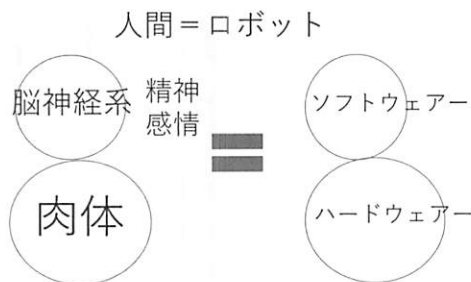 人間＝ロボット
脳神経系
精神
感情
ソフトウェアー
肉体
ハードウェアー